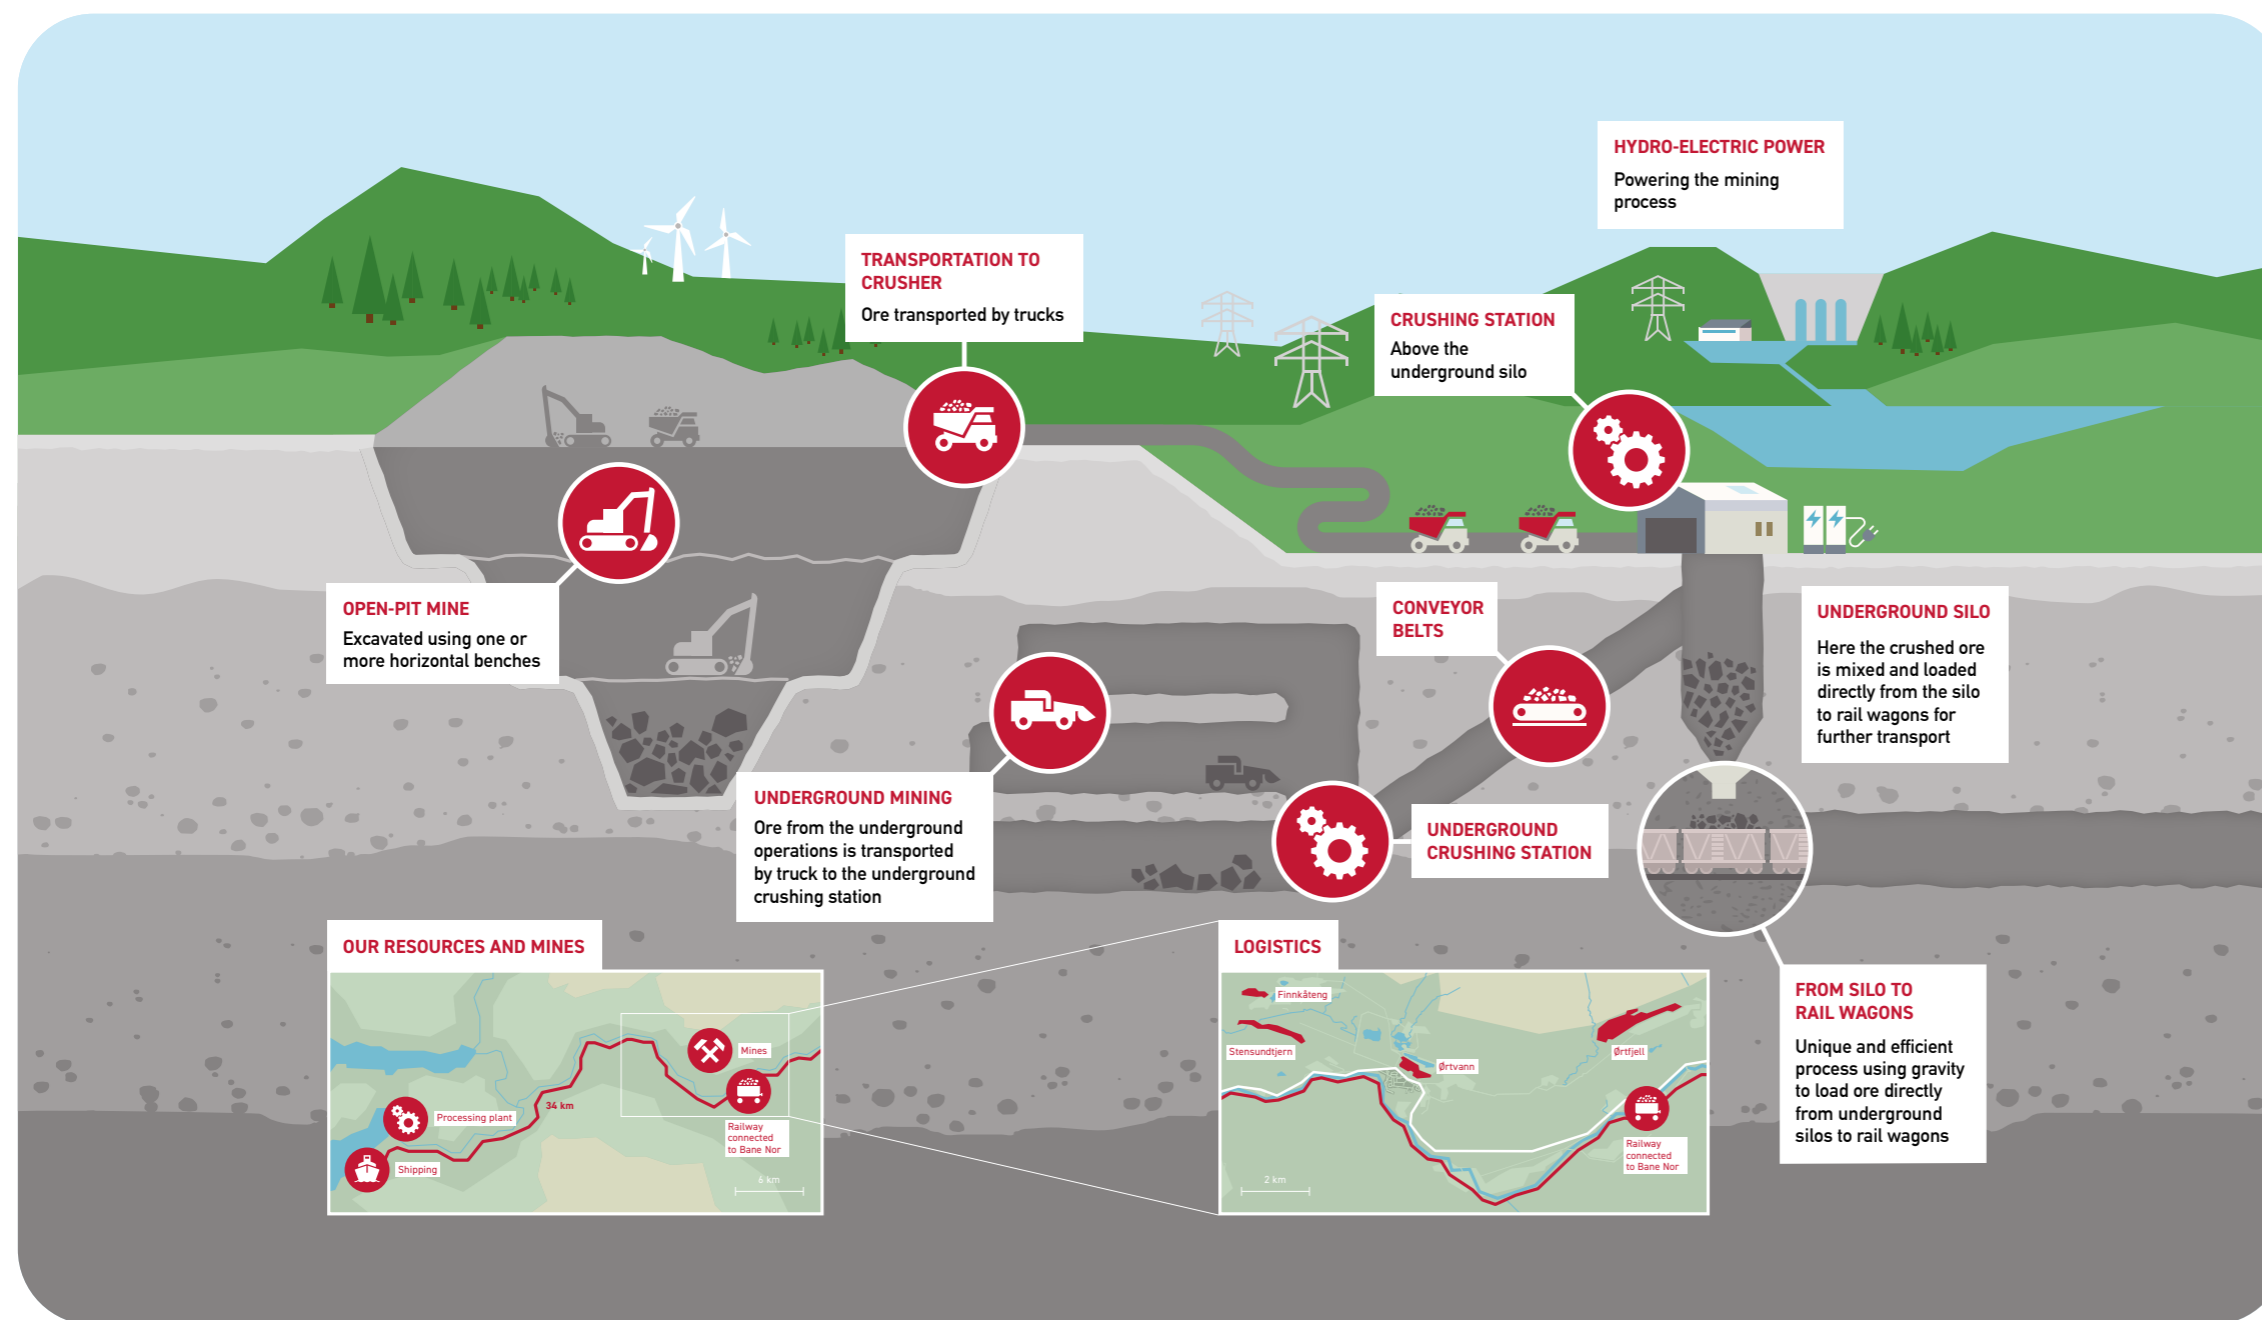 HYDRO-ELECTRIC POWER
Powering the mining
process
TRANSPORTATION TO
CRUSHER
Ore transported by trucks
CRUSHING STATION
Above the
underground silo
OPEN-PIT MINE
Excavated using one or
more horizontal benches
CONVEYOR
BELTS
UNDERGROUND SILO
Here the crushed ore
is mixed and loaded
directly from the silo
to rail wagons for
further transport
UNDERGROUND MINING
Ore from the underground
operations is transported
by truck to the underground
crushing station
UNDERGROUND
CRUSHING STATION
OUR RESOURCES AND MINES
Mines
34 km
Processing plant
Railway
connected
to Bane Nor
Shipping
6 km
LOGISTICS
Finnkåteng
Stensundtjern
Ørtvann
Ørtfjell
Railway
connected
to Bane Nor
2 km
FROM SILO TO
RAIL WAGONS
Unique and efficient
process using gravity
to load ore directly
from underground
silos to rail wagons